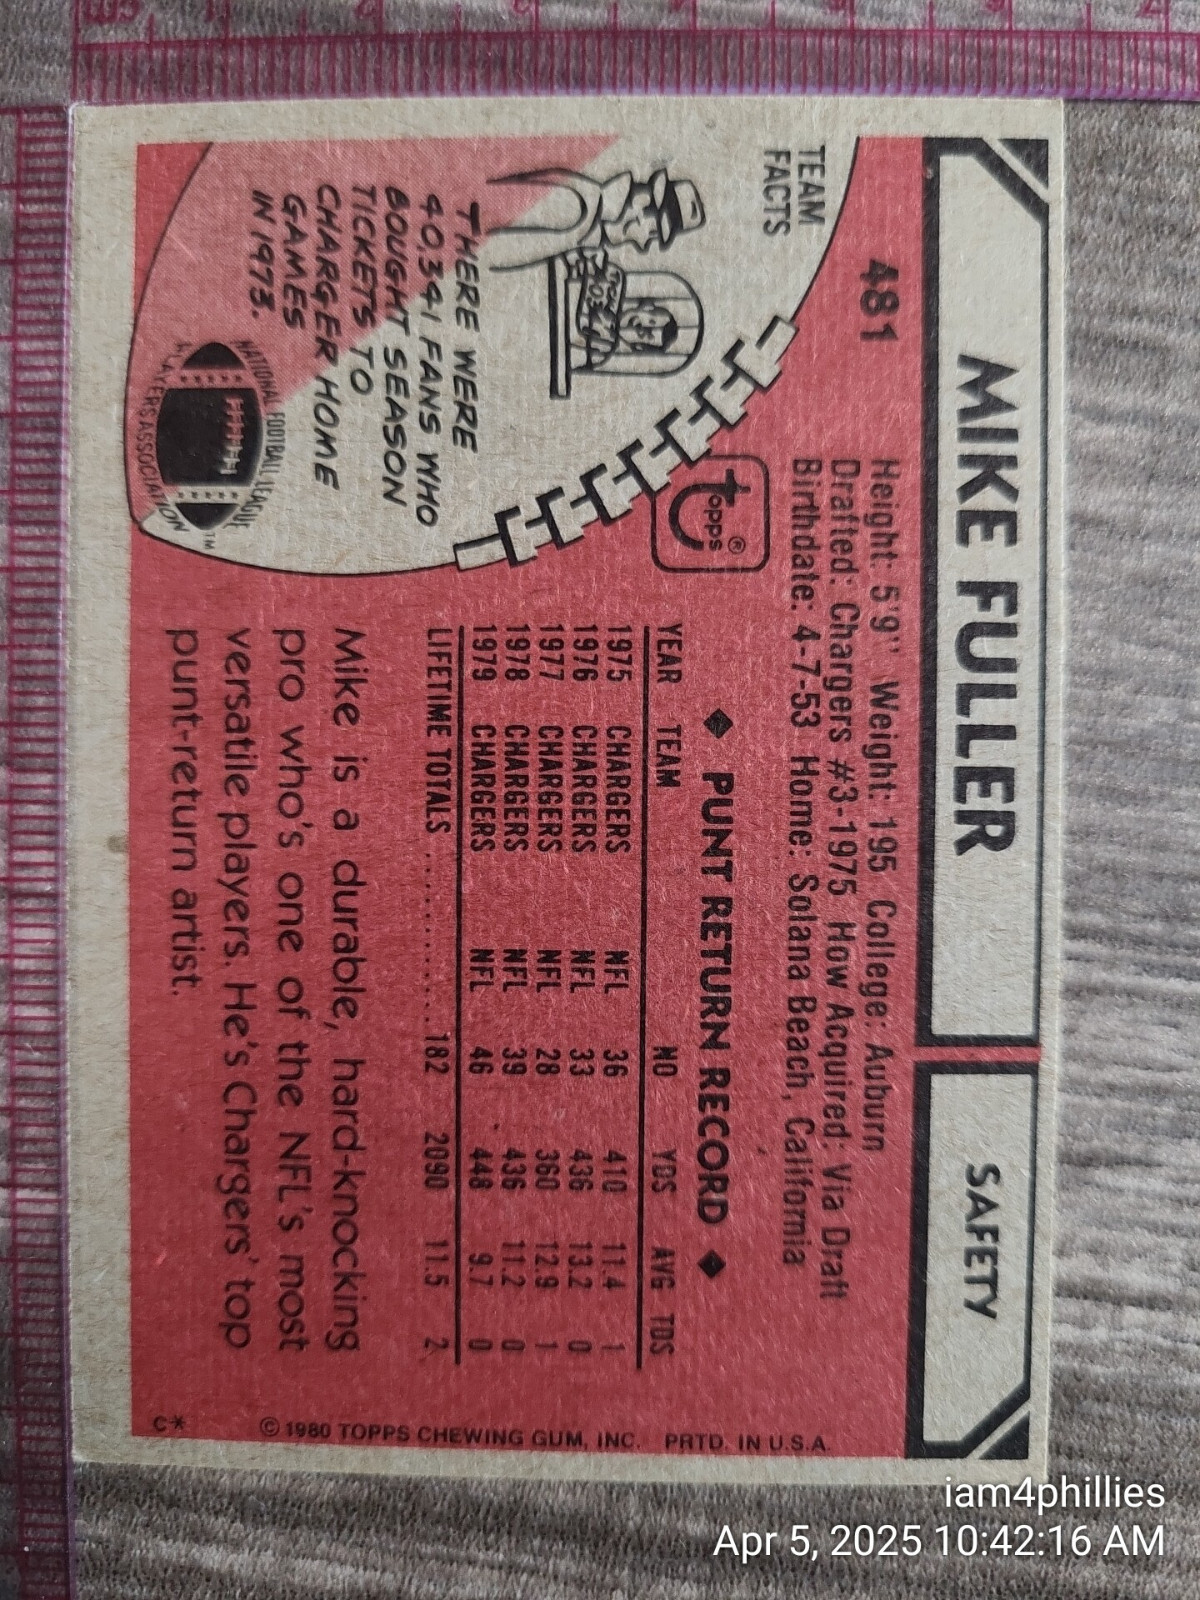 MIKE FULLER
SAFETY
481
Height: 5'9" Weight: 195 College: Auburn
Drafted: Chargers #3-1975 How Acquired: Via Draft
Birthdate: 4-7-53 Home: Solana Beach, California
TEAM
FACTS
THERE WERE
40,341 FANS WHO
BOUGHT SEASON
TICKETS TO
CHARGER HOME
GAMES
IN 1973.
NATIONAL FOOTBALL LEAGUE
PLAYERS ASSOCIATION
TM
topps®
◆ PUNT RETURN RECORD ◆
YEAR TEAM NO YDS AVG TDS
1975 CHARGERS NFL 36 410 11.4 1
1976 CHARGERS NFL 33 436 13.2 0
1977 CHARGERS NFL 28 360 12.9 1
1978 CHARGERS NFL 39 436 11.2 0
1979 CHARGERS NFL 46 448 9.7 0
LIFETIME TOTALS .......... 182 2090 11.5 2
Mike is a durable, hard-knocking
pro who's one of the NFL's most
versatile players. He's Chargers' top
punt-return artist.
C* © 1980 TOPPS CHEWING GUM, INC. PRTD. IN U.S.A.
iam4phillies
Apr 5, 2025 10:42:16 AM